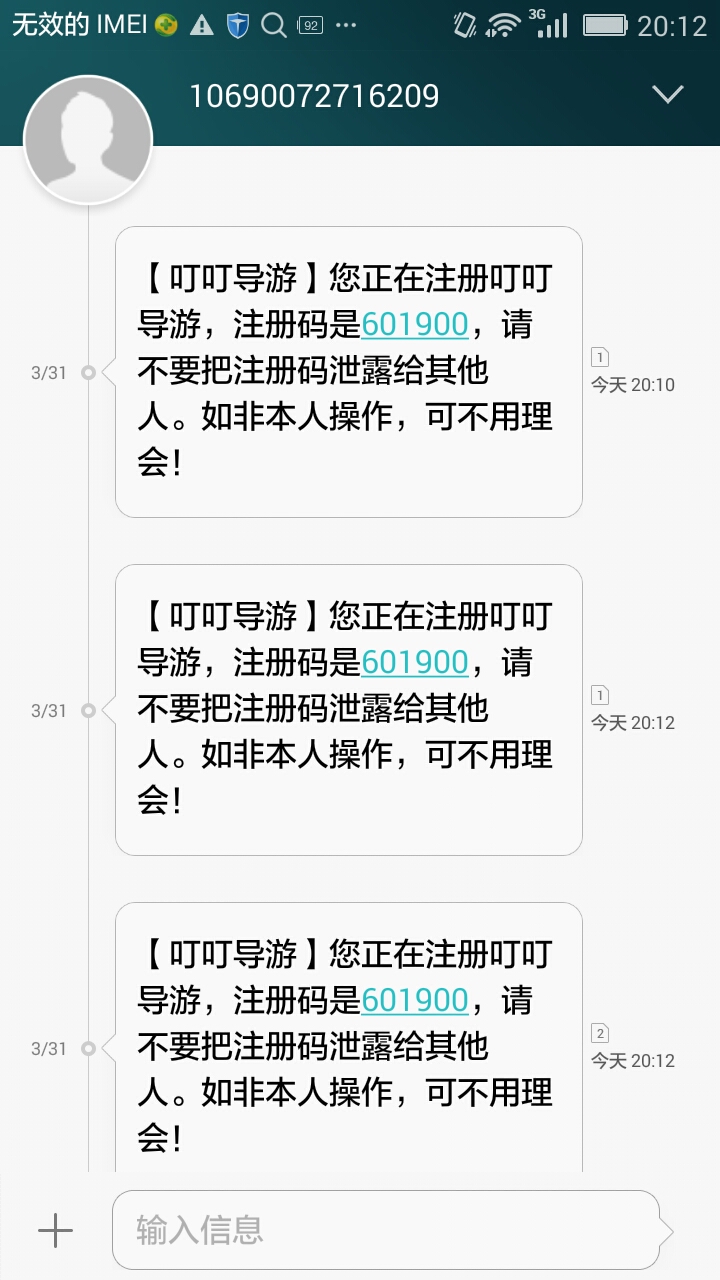 无效的 IMEI 92 ... 3G 20:12
10690072716209
【叮叮导游】您正在注册叮叮
导游，注册码是601900，请
不要把注册码泄露给其他
人。如非本人操作，可不用理
会！
3/31
1
今天 20:10
【叮叮导游】您正在注册叮叮
导游，注册码是601900，请
不要把注册码泄露给其他
人。如非本人操作，可不用理
会！
3/31
1
今天 20:12
【叮叮导游】您正在注册叮叮
导游，注册码是601900，请
不要把注册码泄露给其他
人。如非本人操作，可不用理
会！
3/31
2
今天 20:12
输入信息